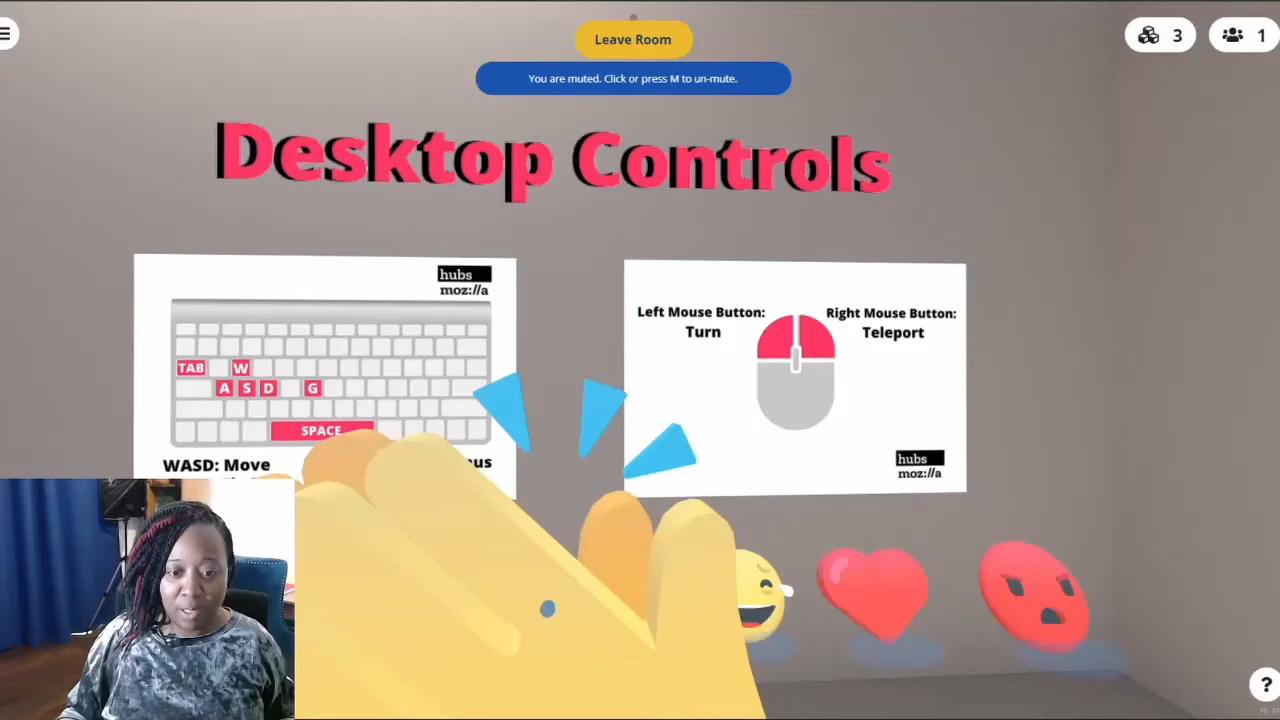 Leave Room
3
1
You are muted. Click or press M to un-mute.
Desktop Controls
hubs
moz://a
TAB W
A S D G
SPACE
WASD: Move
Left Mouse Button:
Turn
Right Mouse Button:
Teleport
hubs
moz://a
?